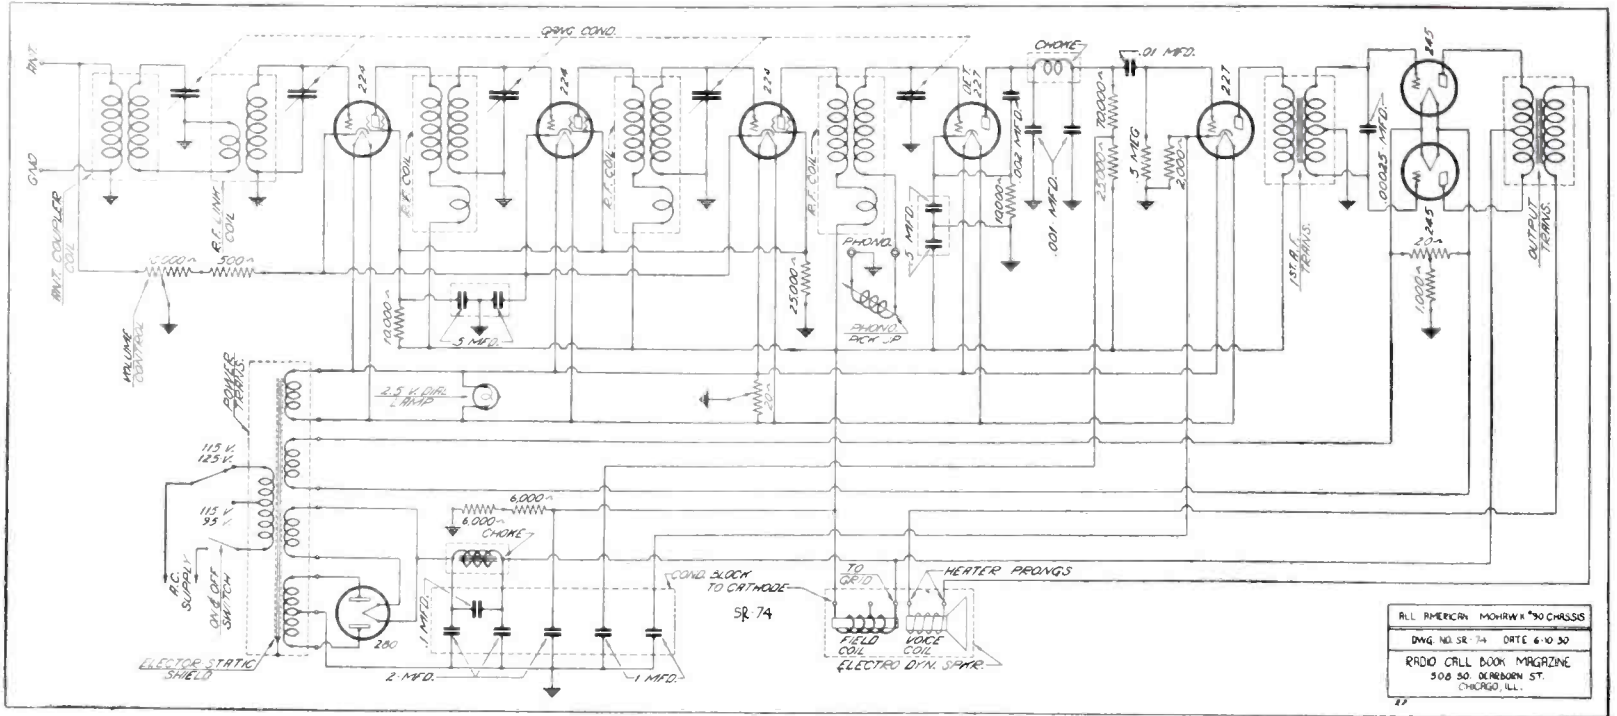 GANG COND.
ANT.
GND
224
224
224
DET.
227
CHOKE
.01 MFD.
227
245
245
R.F. COIL
R.F. COIL
R.F. COIL
.002 MFD.
10,000~
.001 MFD.
70,000~
25,000~
.5 MEG
2,000~
.00025 MFD.
1ST A.F.
TRANS.
OUTPUT
TRANS.
20~
1,000~
ANT. COUPLER
COIL
R.F. LINK
COIL
500~
VOLUME
CONTROL
10,000~
.5 MFD.
25,000~
.5 MFD.
PHONO.
PHONO.
PICK UP
POWER
TRANS.
2.5 V. DIAL
LAMP
20~
115 V.
125 V.
115 V
95 V.
A.C.
SUPPLY
ON & OFF
SWITCH
ELECTOR STATIC
SHIELD
280
6,000~
6,000~
CHOKE
.1 MFD.
2-MFD.
1 MFD.
COND. BLOCK
TO CATHODE
SR-74
TO
GRID
HEATER PRONGS
FIELD
COIL
VOICE
COIL
ELECTRO DYN. SPKR.
ALL AMERICAN MOHAWK #90 CHASSIS
DWG. NO. SR-74 DATE 6-10-30
RADIO CALL BOOK MAGAZINE
508 SO. DEARBORN ST.
CHICAGO, ILL.